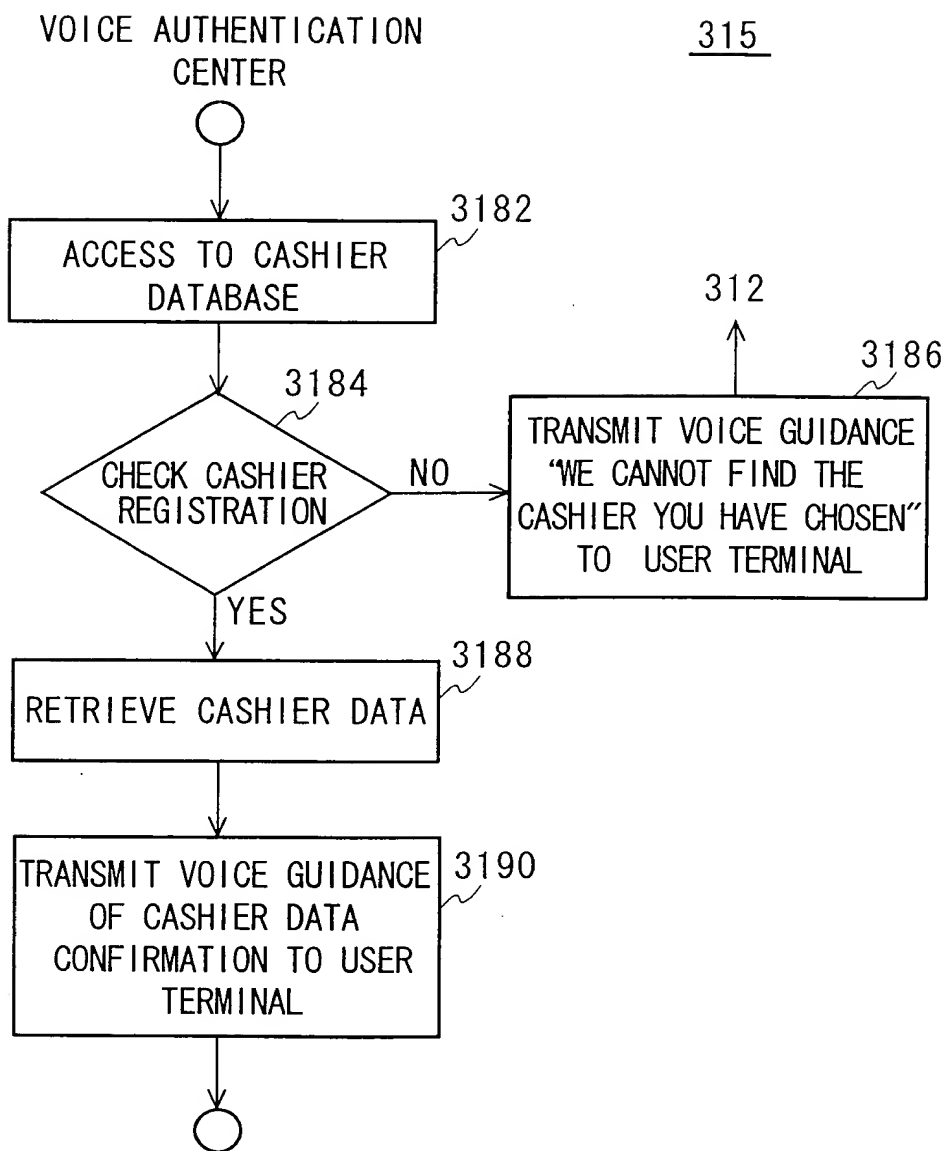 VOICE AUTHENTICATION
CENTER
315
3182
ACCESS TO CASHIER
DATABASE
312
3184
3186
CHECK CASHIER
REGISTRATION
NO
TRANSMIT VOICE GUIDANCE
“WE CANNOT FIND THE
CASHIER YOU HAVE CHOSEN”
TO USER TERMINAL
YES
3188
RETRIEVE CASHIER DATA
3190
TRANSMIT VOICE GUIDANCE
OF CASHIER DATA
CONFIRMATION TO USER
TERMINAL